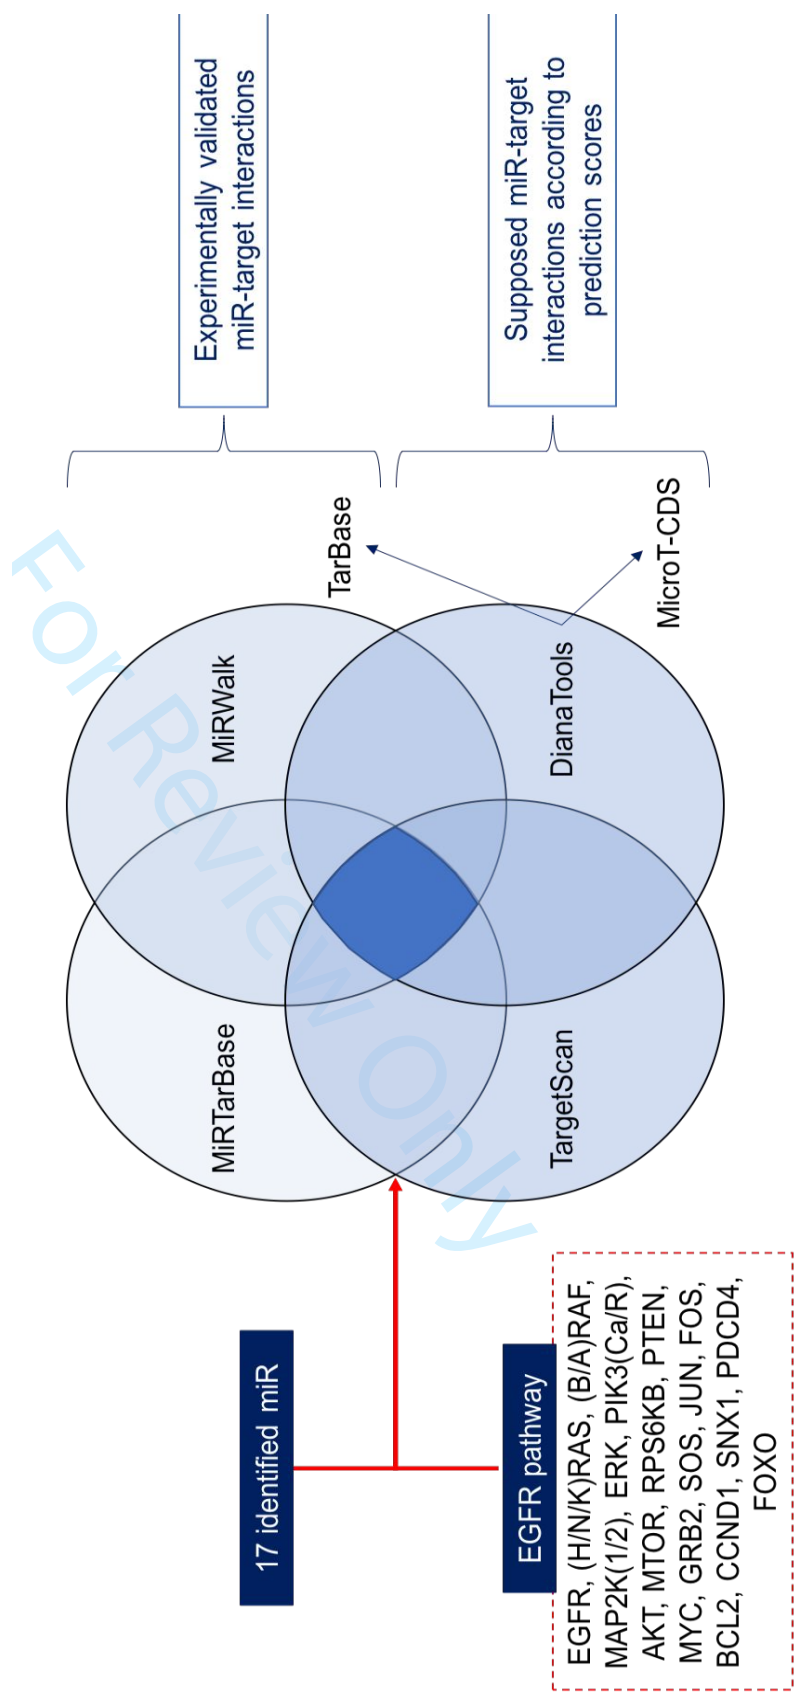 17 identified miR
EGFR pathway
EGFR, (H/N/K)RAS, (B/A)RAF,
MAP2K(1/2), ERK, PIK3(Ca/R),
AKT, MTOR, RPS6KB, PTEN,
MYC, GRB2, SOS, JUN, FOS,
BCL2, CCND1, SNX1, PDCD4,
FOXO
MiRTarBase
MiRWalk
TargetScan
DianaTools
TarBase
MicroT-CDS
Experimentally validated
miR-target interactions
Supposed miR-target
interactions according to
prediction scores
For Review Only